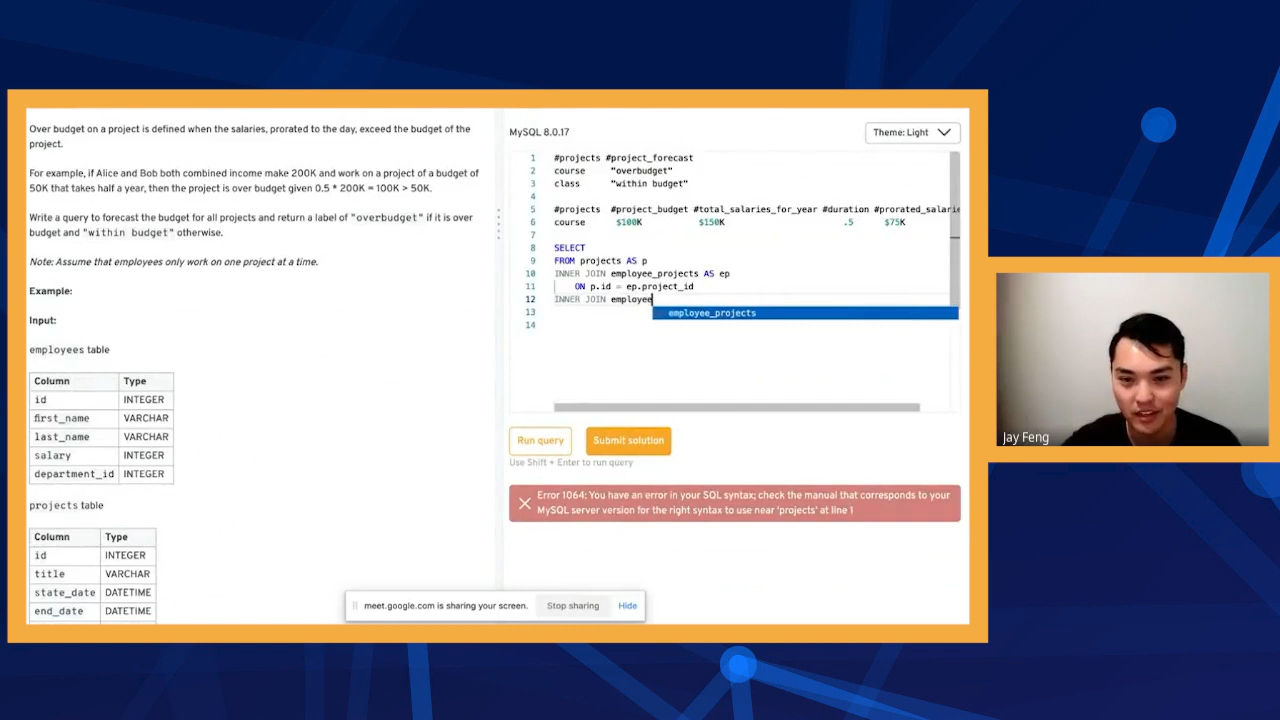 Over budget on a project is defined when the salaries, prorated to the day, exceed the budget of the
project.
For example, if Alice and Bob both combined income make 200K and work on a project of a budget of
50K that takes half a year, then the project is over budget given 0.5 * 200K = 100K > 50K.
Write a query to forecast the budget for all projects and return a label of "overbudget" if it is over
budget and "within budget" otherwise.
Note: Assume that employees only work on one project at a time.
Example:
Input:
employees table
Column Type
id INTEGER
first_name VARCHAR
last_name VARCHAR
salary INTEGER
department_id INTEGER
projects table
Column Type
id INTEGER
title VARCHAR
state_date DATETIME
end_date DATETIME
MySQL 8.0.17
Theme: Light
1 #projects #project_forecast
2 course "overbudget"
3 class "within budget"
4
5 #projects #project_budget #total_salaries_for_year #duration #prorated_salarie
6 course $100K $150K .5 $75K
7
8 SELECT
9 FROM projects AS p
10 INNER JOIN employee_projects AS ep
11 ON p.id = ep.project_id
12 INNER JOIN employee
13 employee_projects
14
Run query
Submit solution
Use Shift + Enter to run query
Error 1064: You have an error in your SQL syntax; check the manual that corresponds to your
MySQL server version for the right syntax to use near 'projects' at line 1
meet.google.com is sharing your screen.
Stop sharing
Hide
Jay Feng